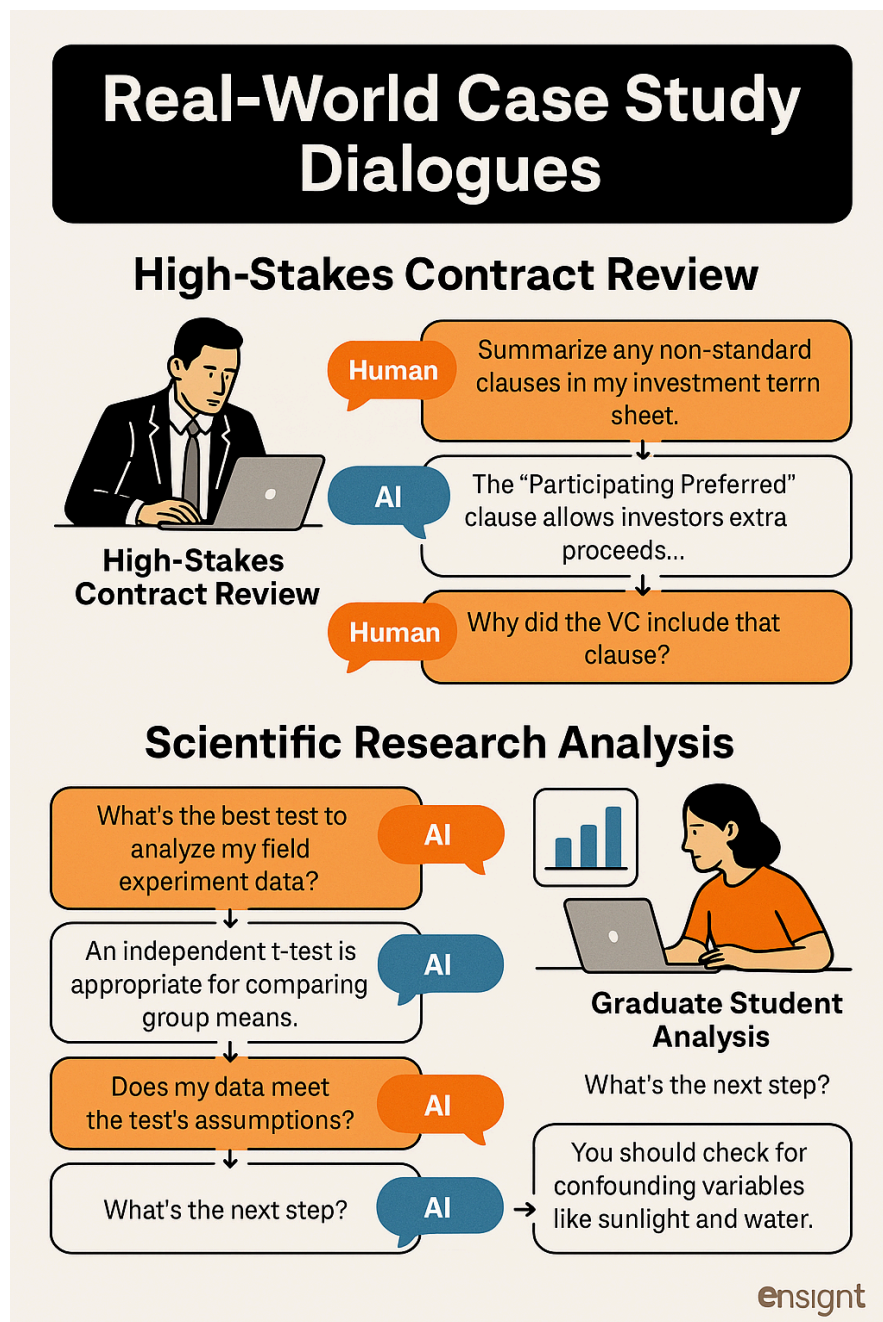 Real-World Case Study
Dialogues
High-Stakes Contract Review
Human
Summarize any non-standard
clauses in my investment terrn
sheet.
AI
The “Participating Preferred”
clause allows investors extra
proceeds...
High-Stakes
Contract Review
Human
Why did the VC include that
clause?
Scientific Research Analysis
What's the best test to
analyze my field
experiment data?
AI
An independent t-test is
appropriate for comparing
group means.
AI
Does my data meet
the test's assumptions?
AI
What's the next step?
AI
Graduate Student
Analysis
What's the next step?
You should check for
confounding variables
like sunlight and water.
ensignt